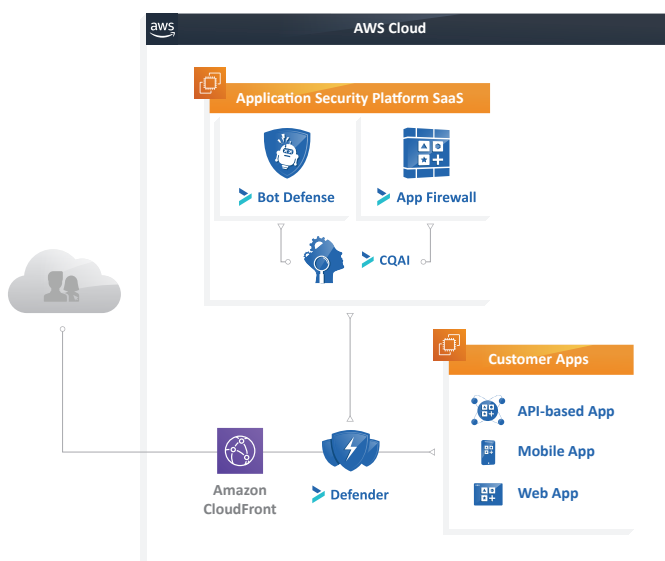 aws
AWS Cloud
Application Security Platform SaaS
Bot Defense
App Firewall
CQAI
Customer Apps
API-based App
Mobile App
Web App
Amazon
CloudFront
Defender